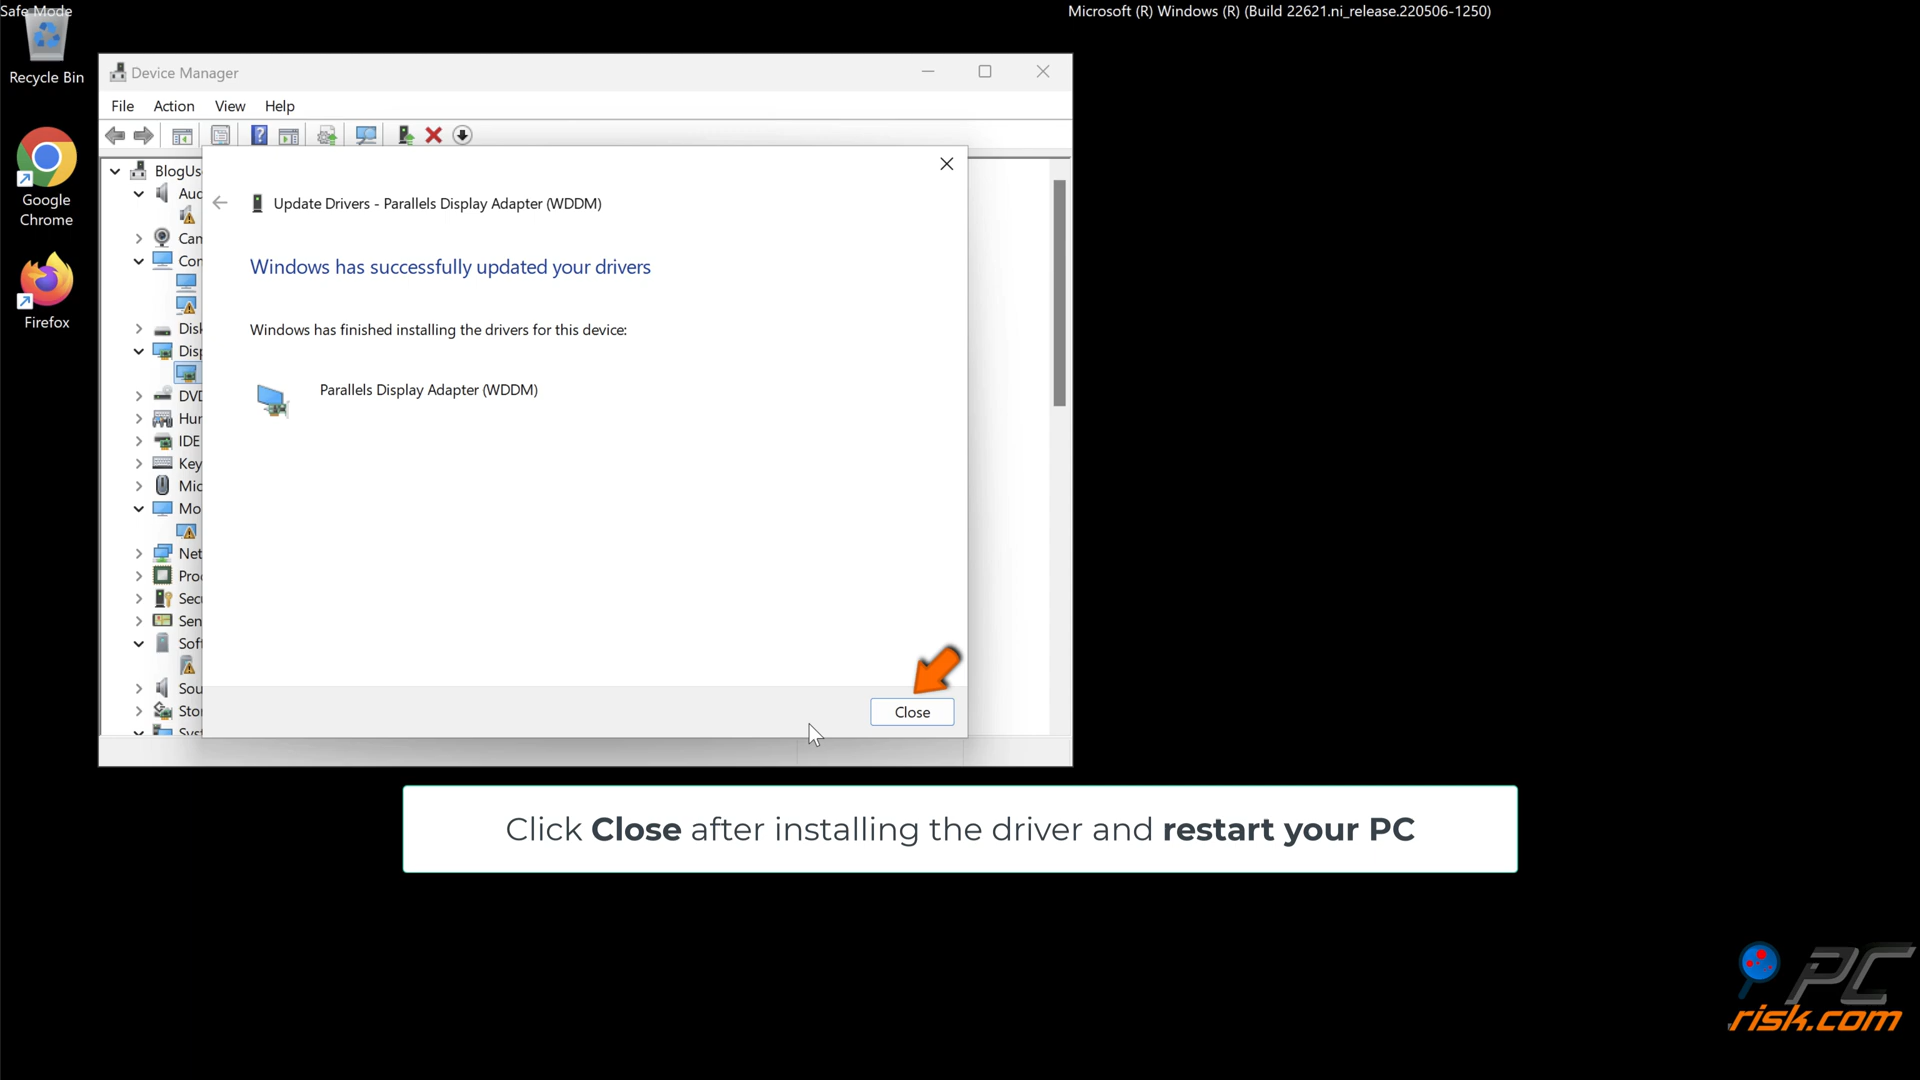 Safe Mode
Microsoft (R) Windows (R) (Build 22621.ni_release.220506-1250)
Recycle Bin
Google
Chrome
Firefox
Device Manager
File Action View Help
BlogUs
Aud
Can
Con
Disk
Disp
DVD
Hur
IDE
Key
Mic
Mo
Net
Proc
Secu
Sen
Soft
Sou
Stor
Syst
Update Drivers - Parallels Display Adapter (WDDM)
Windows has successfully updated your drivers
Windows has finished installing the drivers for this device:
Parallels Display Adapter (WDDM)
Close
Click Close after installing the driver and restart your PC
PC
risk.com